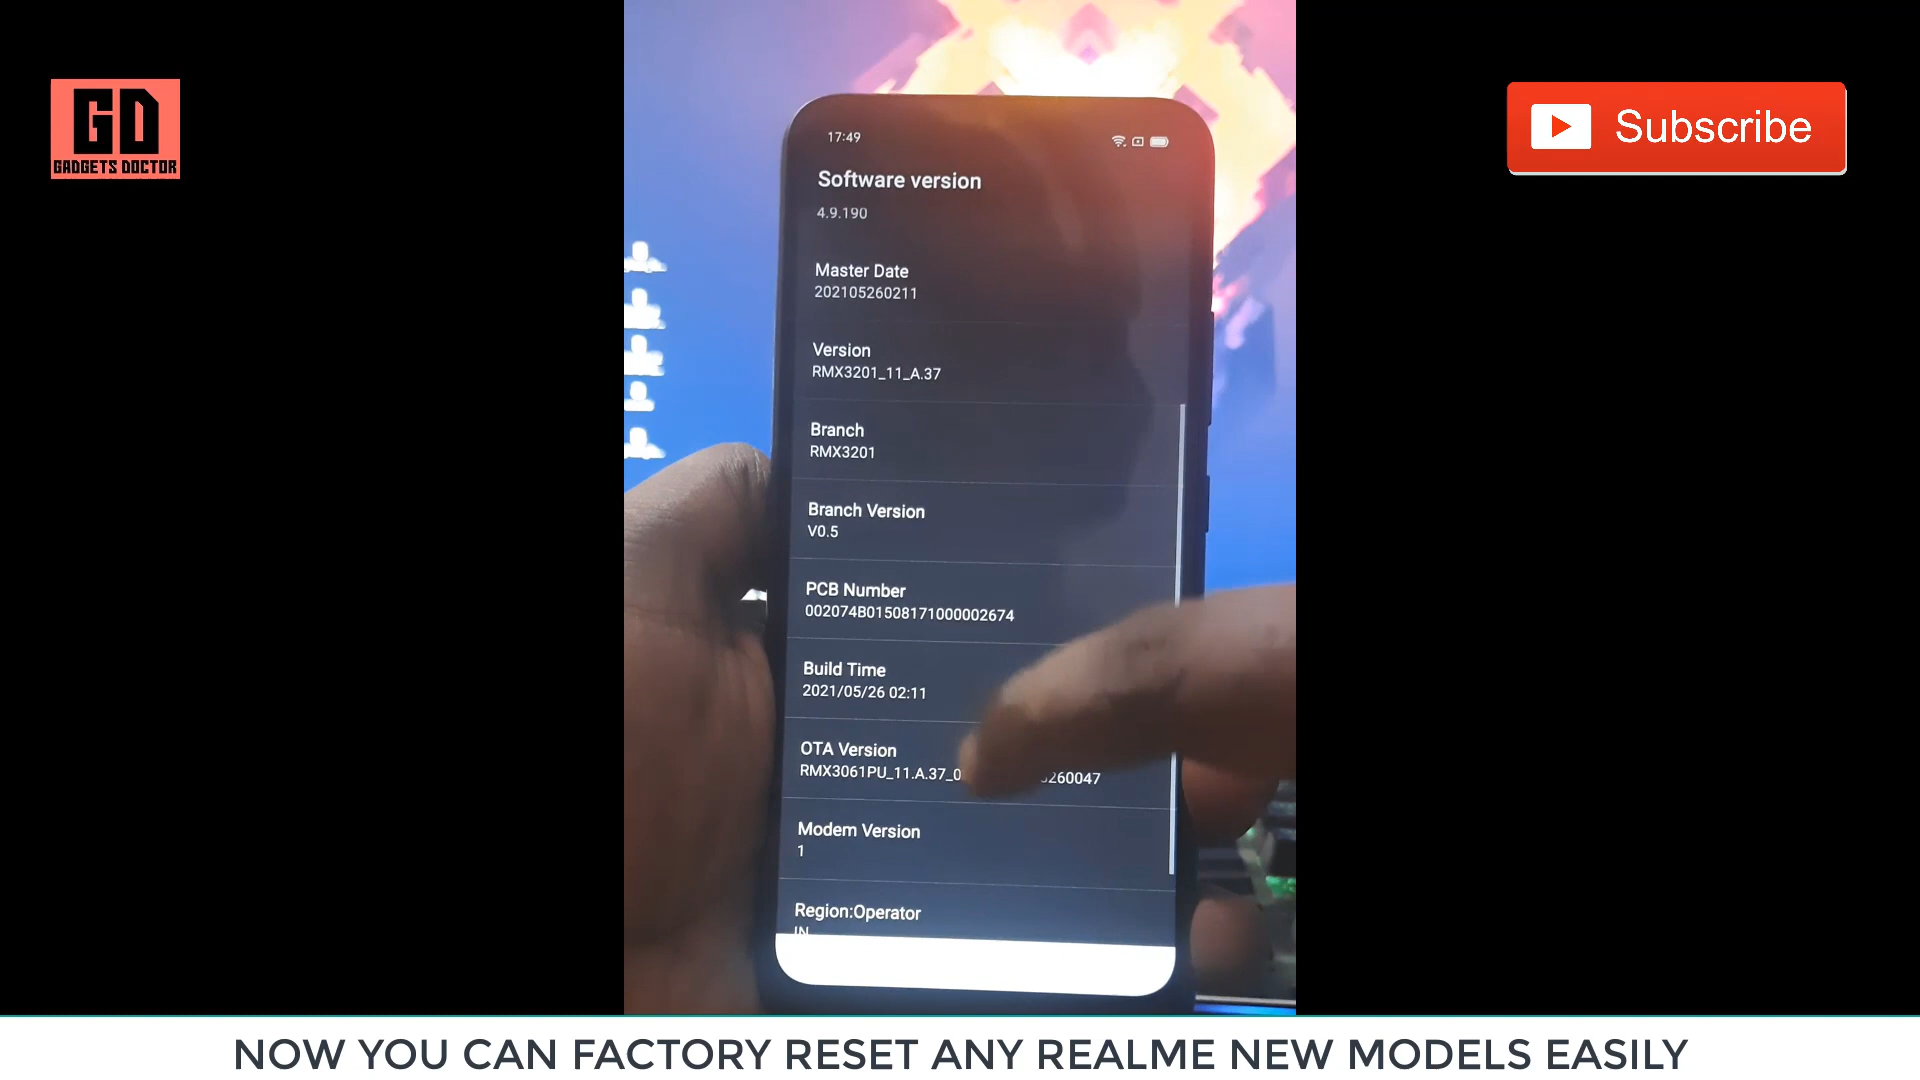 GD
GADGETS DOCTOR
Subscribe
17:49
Software version
4.9.190
Master Date
202105260211
Version
RMX3201_11_A.37
Branch
RMX3201
Branch Version
V0.5
PCB Number
002074B01508171000002674
Build Time
2021/05/26 02:11
OTA Version
RMX3061PU_11.A.37_0 260047
Modem Version
1
Region:Operator
IN
NOW YOU CAN FACTORY RESET ANY REALME NEW MODELS EASILY